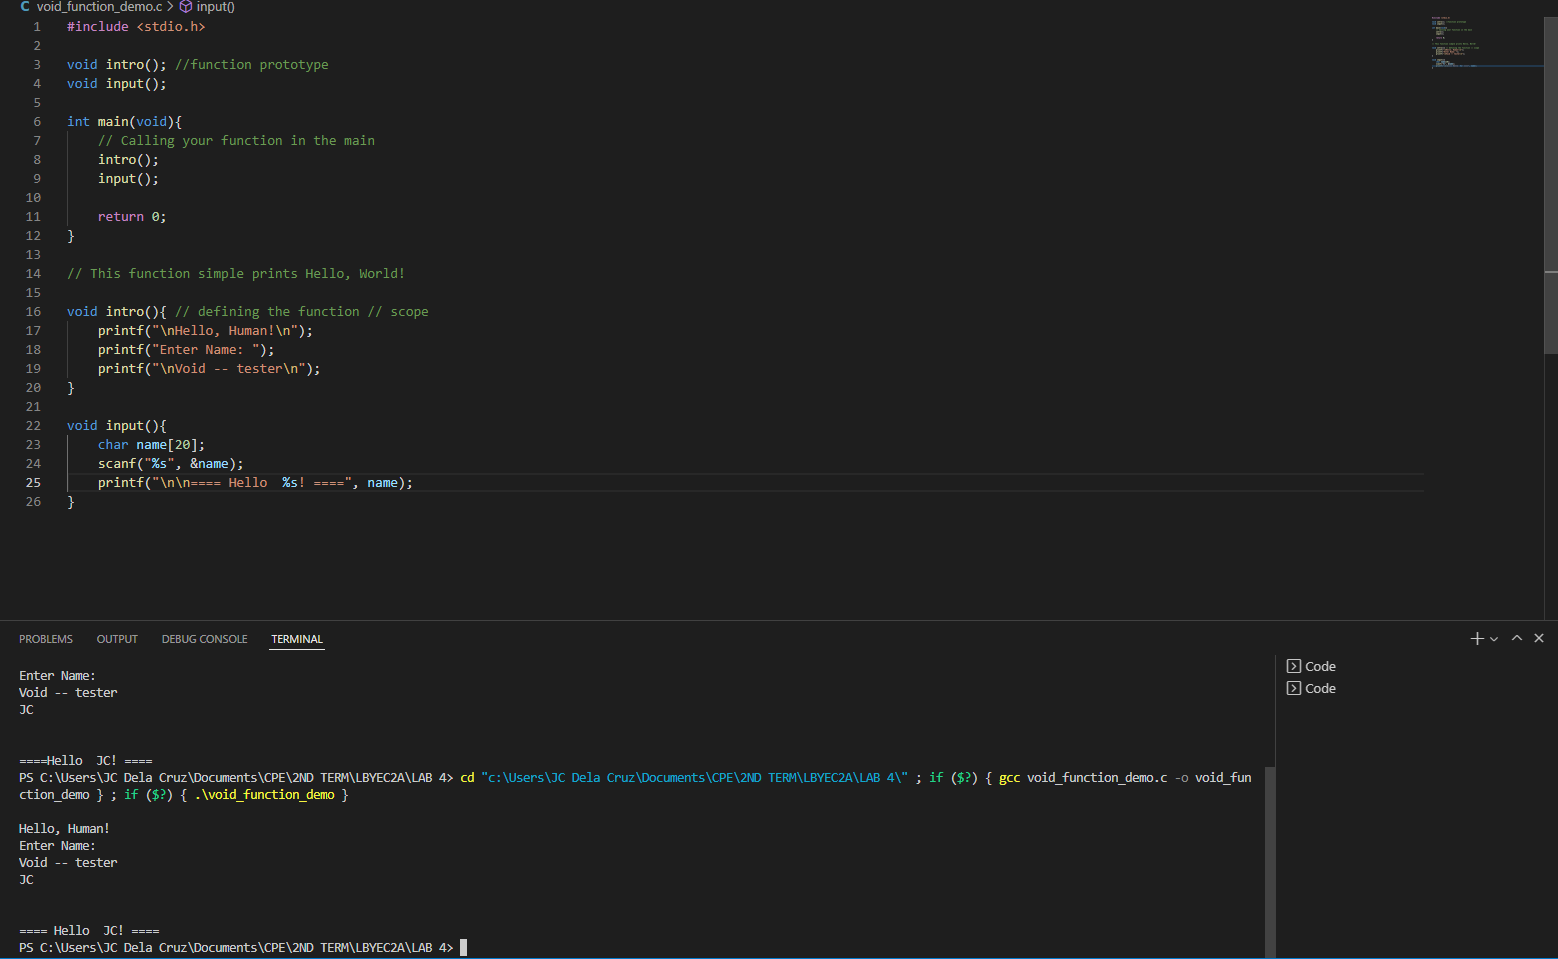 void_function_demo.c > input()
1 #include <stdio.h>
2
3 void intro(); //function prototype
4 void input();
5
6 int main(void){
7     // Calling your function in the main
8     intro();
9     input();
10
11     return 0;
12 }
13
14 // This function simple prints Hello, World!
15
16 void intro(){ // defining the function // scope
17     printf("\nHello, Human!\n");
18     printf("Enter Name: ");
19     printf("\nVoid -- tester\n");
20 }
21
22 void input(){
23     char name[20];
24     scanf("%s", &name);
25     printf("\n\n==== Hello  %s! ====", name);
26 }
PROBLEMS OUTPUT DEBUG CONSOLE TERMINAL
Enter Name:
Void -- tester
JC
====Hello  JC! ====
PS C:\Users\JC Dela Cruz\Documents\CPE\2ND TERM\LBYEC2A\LAB 4> cd "c:\Users\JC Dela Cruz\Documents\CPE\2ND TERM\LBYEC2A\LAB 4\" ; if ($?) { gcc void_function_demo.c -o void_fun
ction_demo } ; if ($?) { .\void_function_demo }
Hello, Human!
Enter Name:
Void -- tester
JC
==== Hello  JC! ====
PS C:\Users\JC Dela Cruz\Documents\CPE\2ND TERM\LBYEC2A\LAB 4>
Code
Code